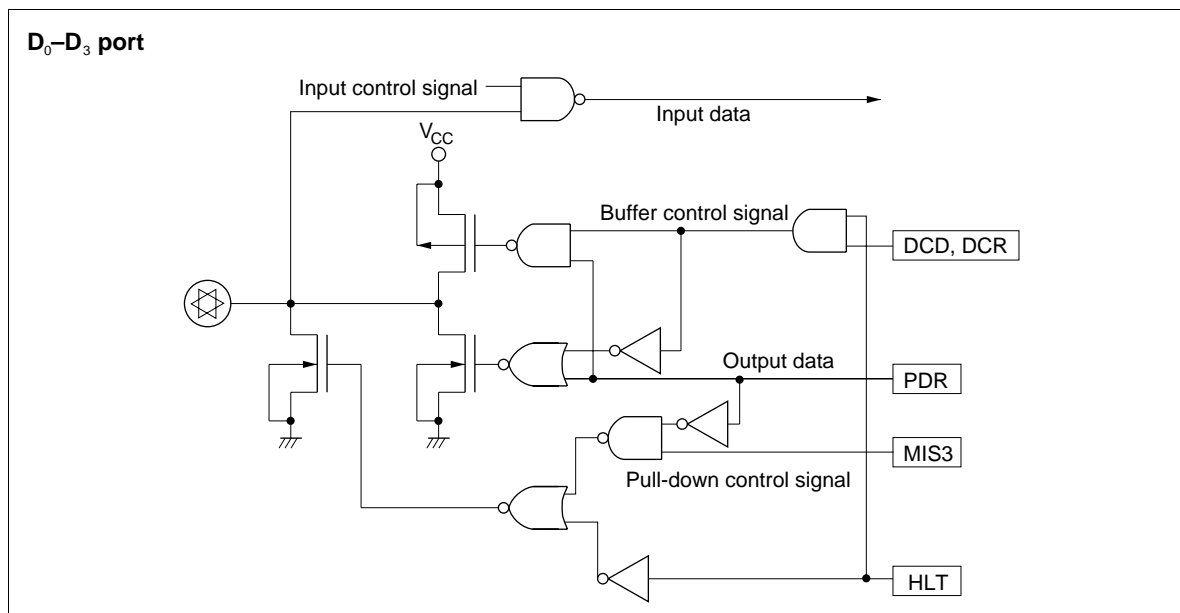 D₀–D₃ port
Input control signal
Input data
VCC
Buffer control signal
DCD, DCR
Output data
PDR
MIS3
Pull-down control signal
HLT